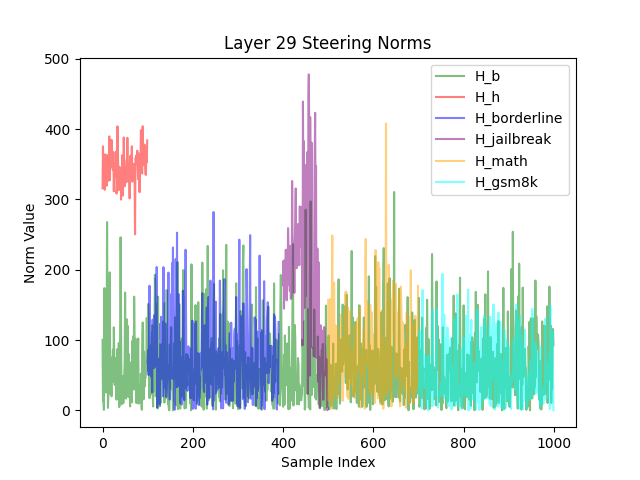 Layer 29 Steering Norms
500
400
300
200
100
0
Norm Value
H_b
H_h
H_borderline
H_jailbreak
H_math
H_gsm8k
0 200 400 600 800 1000
Sample Index